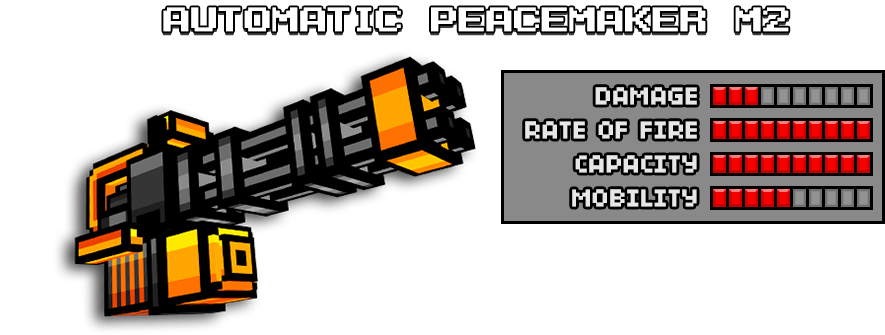 AUTOMATIC PEACEMAKER M2
DAMAGE
RATE OF FIRE
CAPACITY
MOBILITY